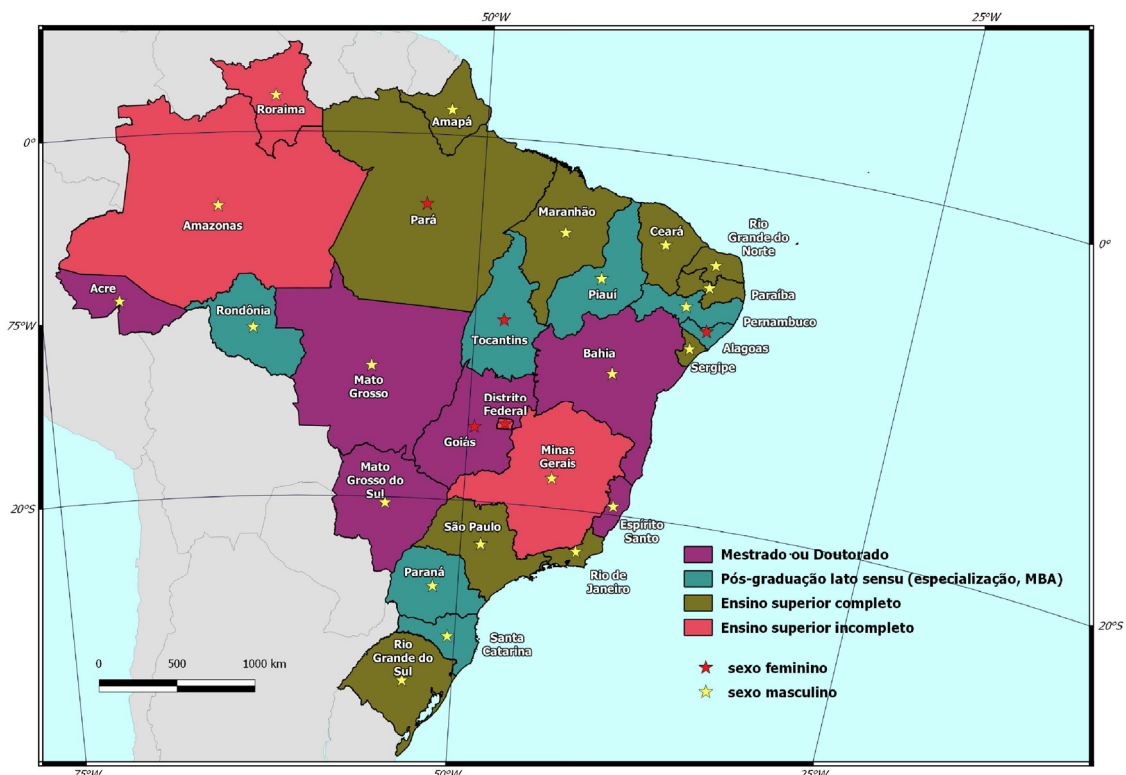 50°W
25°W
Roraima
Amapá
0°
Amazonas
Pará
Maranhão
Ceará
Rio
Grande do
Norte
0°
Acre
Rondônia
Piauí
Paraíba
75°W
Tocantins
Pernambuco
Alagoas
Sergipe
Bahia
Mato
Grosso
Distrito
Federal
Goiás
Minas
Gerais
Mato
Grosso do
Sul
20°S
São Paulo
Espírito
Santo
Rio de
Janeiro
Paraná
Santa
Catarina
Rio
Grande do
Sul
Mestrado ou Doutorado
Pós-graduação lato sensu (especialização, MBA)
Ensino superior completo
Ensino superior incompleto
20°S
sexo feminino
sexo masculino
0 500 1000 km
75°W
50°W
25°W